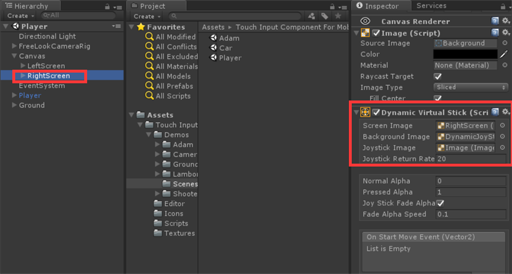 Hierarchy
Create
All
Player
Directional Light
FreeLookCameraRig
Canvas
LeftScreen
RightScreen
EventSystem
Player
Ground
Project
Create
Favorites
All Modified
All Conflicts
All Excluded
All Materials
All Models
All Prefabs
All Scripts
Assets
Touch Input
Demos
Adam
Camer
Ground
Lambor
Scenes
Shoote
Editor
Icons
Scripts
Textures
Assets Touch Input Component For Mol
Adam
Car
Player
Inspector Services
Canvas Renderer
Image (Script)
Source Image Background
Color
Material None (Material)
Raycast Target
Image Type Sliced
Fill Center
Dynamic Virtual Stick (Scri
Screen Image RightScreen (
Background Image DynamicJoySt
Joystick Image Image (Imag
Joystick Return Rate 20
Normal Alpha 0
Pressed Alpha 1
Joy Stick Fade Alpha
Fade Alpha Speed 0.1
On Start Move Event (Vector2)
List is Empty